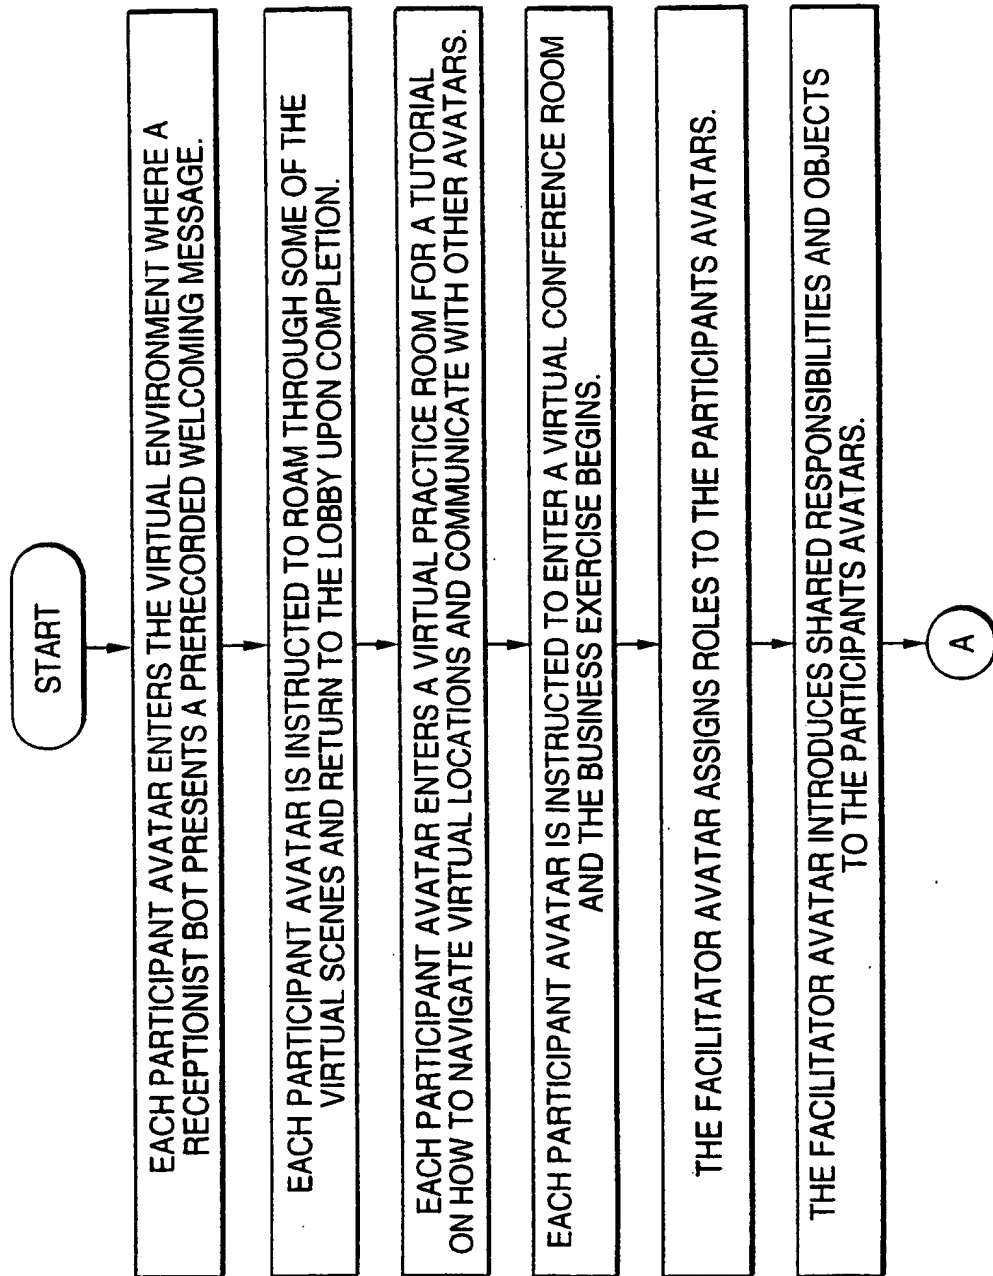 START
EACH PARTICIPANT AVATAR ENTERS THE VIRTUAL ENVIRONMENT WHERE A
RECEPTIONIST BOT PRESENTS A PRERECORDED WELCOMING MESSAGE.
EACH PARTICIPANT AVATAR IS INSTRUCTED TO ROAM THROUGH SOME OF THE
VIRTUAL SCENES AND RETURN TO THE LOBBY UPON COMPLETION.
EACH PARTICIPANT AVATAR ENTERS A VIRTUAL PRACTICE ROOM FOR A TUTORIAL
ON HOW TO NAVIGATE VIRTUAL LOCATIONS AND COMMUNICATE WITH OTHER AVATARS.
EACH PARTICIPANT AVATAR IS INSTRUCTED TO ENTER A VIRTUAL CONFERENCE ROOM
AND THE BUSINESS EXERCISE BEGINS.
THE FACILITATOR AVATAR ASSIGNS ROLES TO THE PARTICIPANTS AVATARS.
THE FACILITATOR AVATAR INTRODUCES SHARED RESPONSIBILITIES AND OBJECTS
TO THE PARTICIPANTS AVATARS.
A